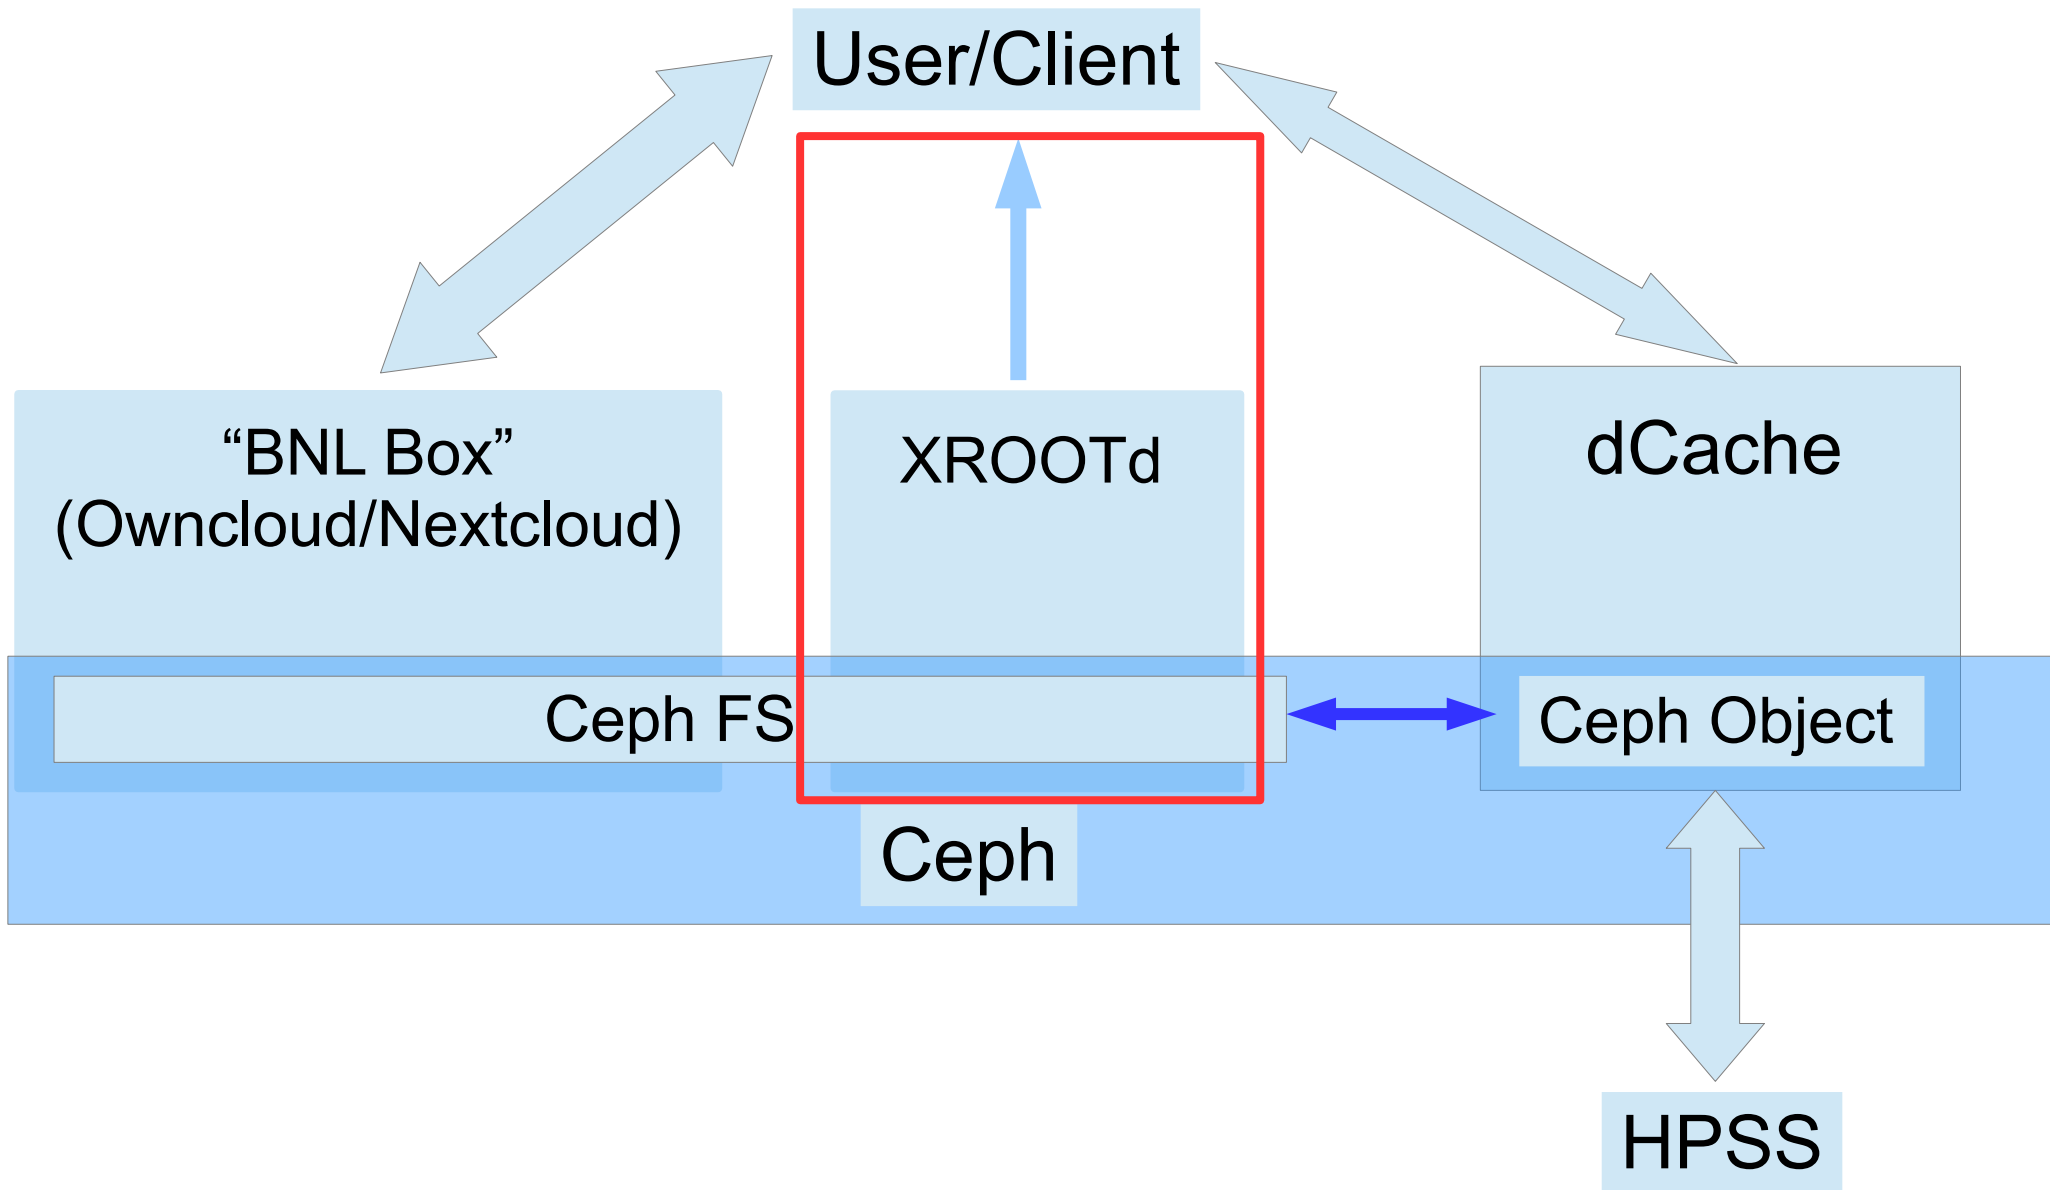 User/Client
“BNL Box”
(Owncloud/Nextcloud)
XROOTd
dCache
Ceph FS
Ceph Object
Ceph
HPSS